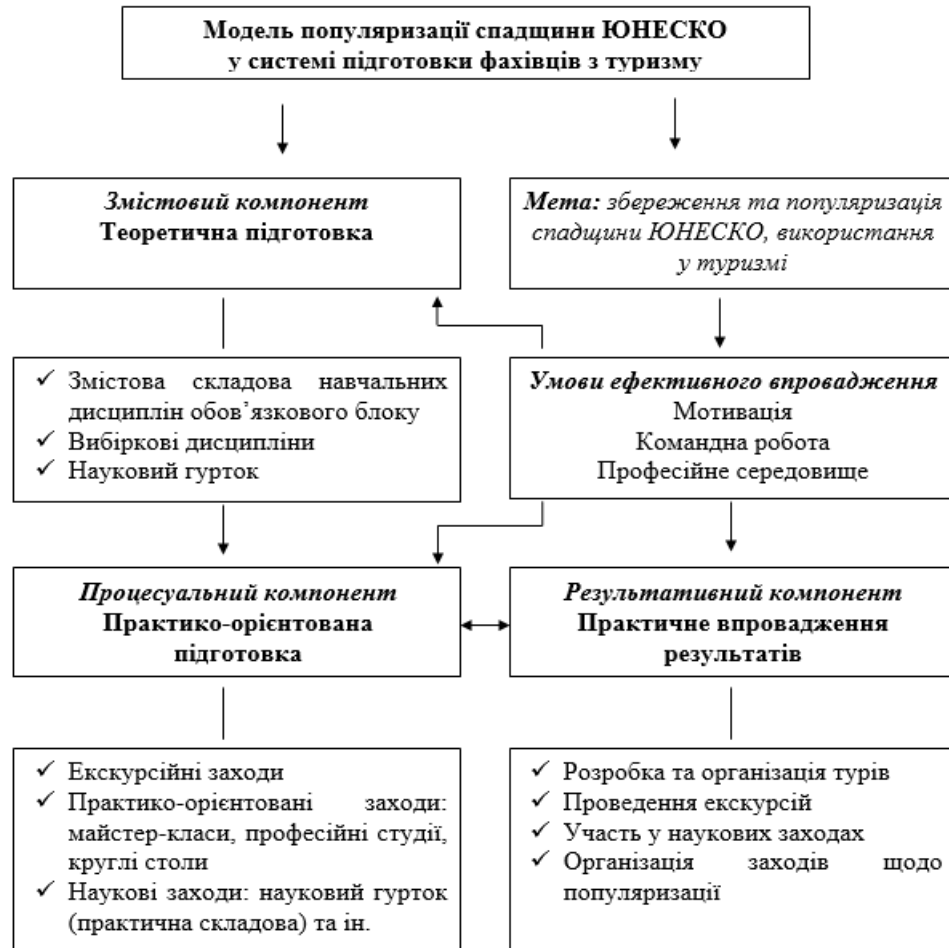 Модель популяризації спадщини ЮНЕСКО
у системі підготовки фахівців з туризму
Змістовий компонент
Теоретична підготовка
Мета: збереження та популяризація
спадщини ЮНЕСКО, використання
у туризмі
✓ Змістова складова навчальних
дисциплін обов’язкового блоку
✓ Вибіркові дисципліни
✓ Науковий гурток
Умови ефективного впровадження
Мотивація
Командна робота
Професійне середовище
Процесуальний компонент
Практико-орієнтована
підготовка
Результативний компонент
Практичне впровадження
результатів
✓ Екскурсійні заходи
✓ Практико-орієнтовані заходи:
майстер-класи, професійні студії,
круглі столи
✓ Наукові заходи: науковий гурток
(практична складова) та ін.
✓ Розробка та організація турів
✓ Проведення екскурсій
✓ Участь у наукових заходах
✓ Організація заходів щодо
популяризації